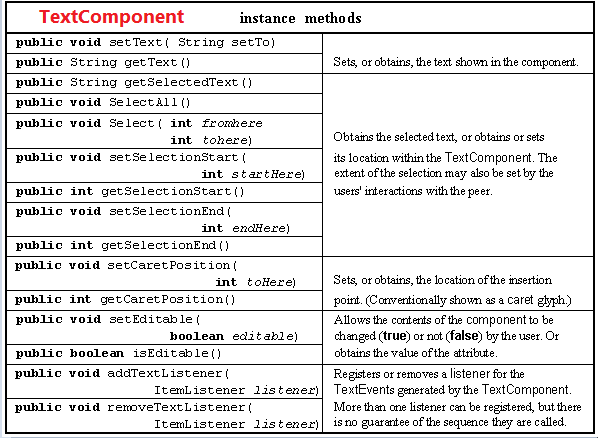 TextComponent instance methods
public void setText( String setTo)
public String getText()
Sets, or obtains, the text shown in the component.
public String getSelectedText()
public void SelectAll()
public void Select( int fromhere
int tohere)
public void setSelectionStart(
int startHere)
public int getSelectionStart()
public void setSelectionEnd(
int endHere)
public int getSelectionEnd()
Obtains the selected text, or obtains or sets
its location within the TextComponent. The
extent of the selection may also be set by the
users' interactions with the peer.
public void setCaretPosition(
int toHere)
public int getCaretPosition()
Sets, or obtains, the location of the insertion
point. (Conventionally shown as a caret glyph.)
public void setEditable(
boolean editable)
public boolean isEditable()
Allows the contents of the component to be
changed (true) or not (false) by the user. Or
obtains the value of the attribute.
public void addTextListener(
ItemListener listener)
public void removeTextListener(
ItemListener listener)
Registers or removes a listener for the
TextEvents generated by the TextComponent.
More than one listener can be registered, but there
is no guarantee of the sequence they are called.